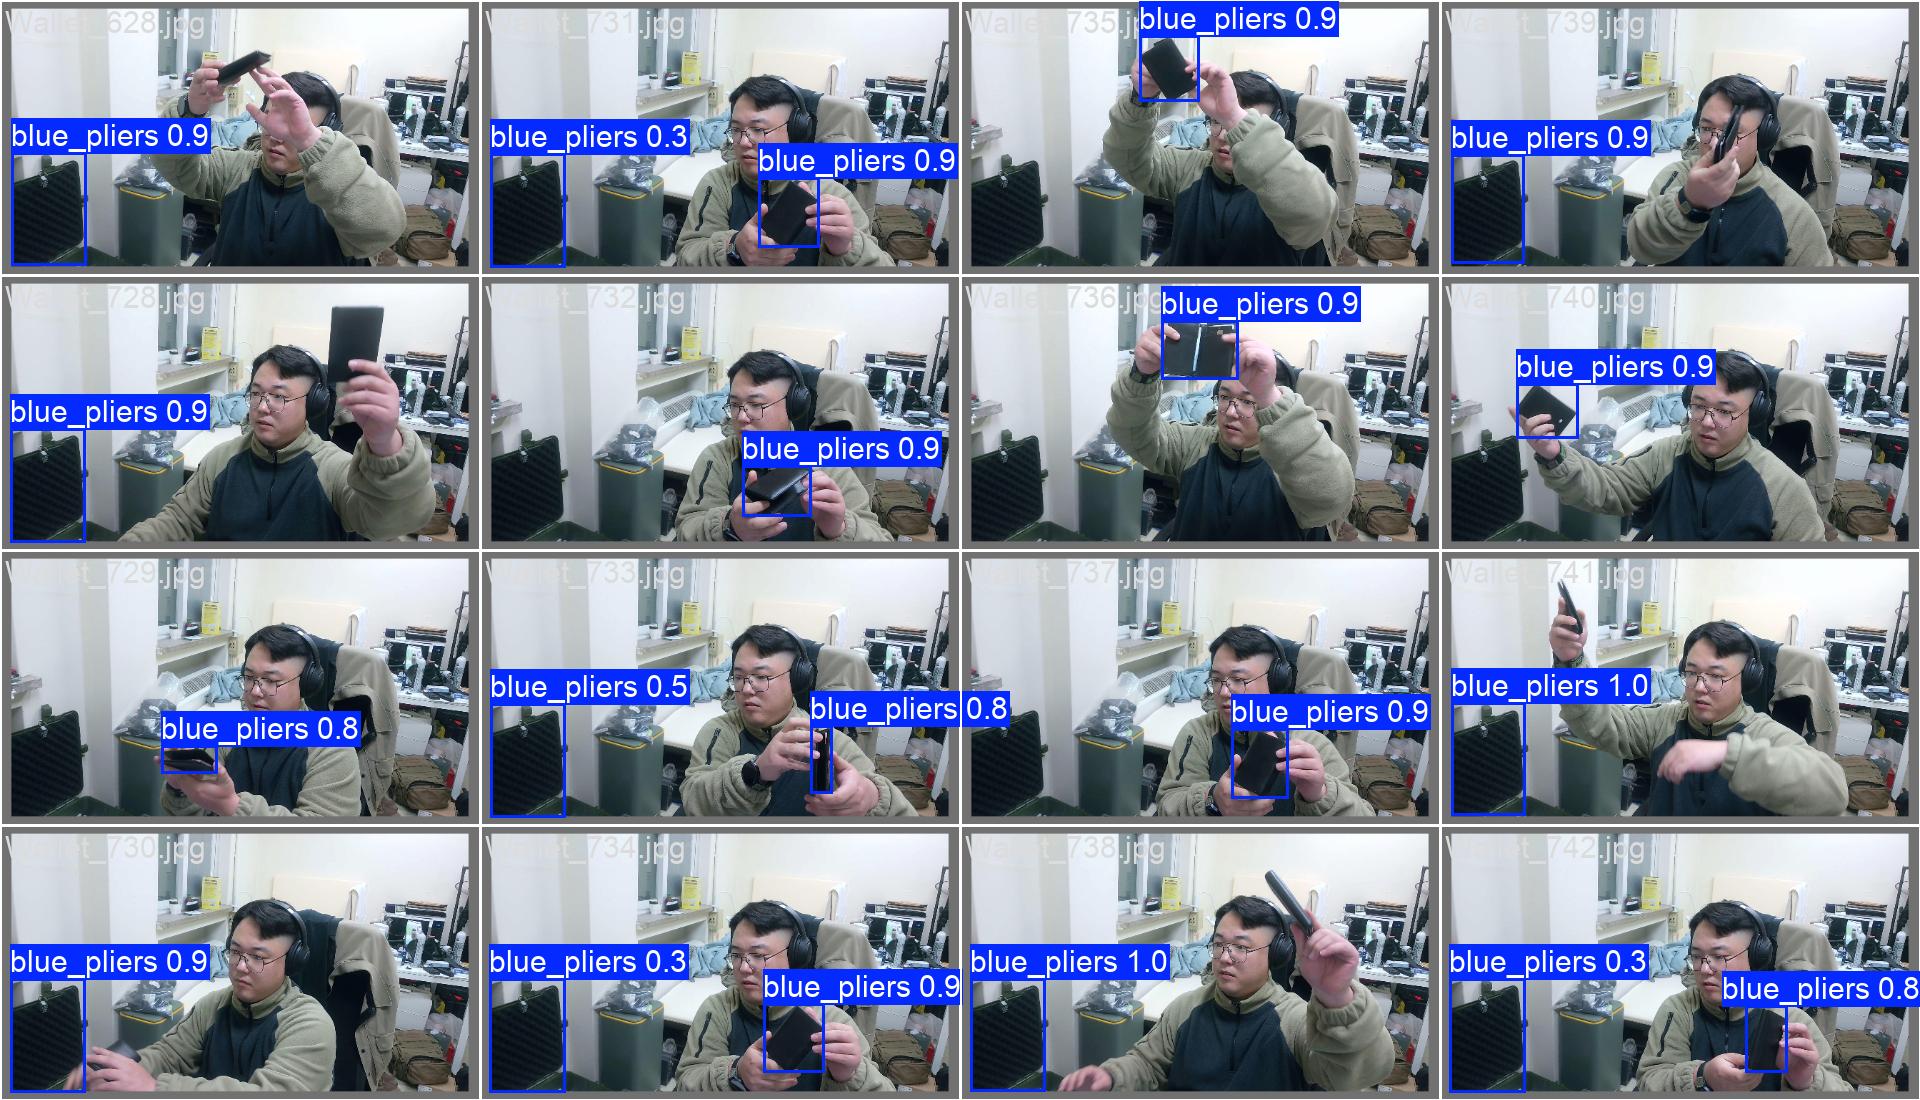 Wallet_628.jpg
blue_pliers 0.9
Wallet_731.jpg
blue_pliers 0.3
blue_pliers 0.9
Wallet_735.jpg
blue_pliers 0.9
Wallet_739.jpg
blue_pliers 0.9
Wallet_728.jpg
blue_pliers 0.9
Wallet_732.jpg
blue_pliers 0.9
Wallet_736.jpg
blue_pliers 0.9
Wallet_740.jpg
blue_pliers 0.9
Wallet_729.jpg
blue_pliers 0.8
Wallet_733.jpg
blue_pliers 0.5
blue_pliers 0.8
Wallet_737.jpg
blue_pliers 0.9
Wallet_741.jpg
blue_pliers 1.0
Wallet_730.jpg
blue_pliers 0.9
Wallet_734.jpg
blue_pliers 0.3
blue_pliers 0.9
Wallet_738.jpg
blue_pliers 1.0
Wallet_742.jpg
blue_pliers 0.3
blue_pliers 0.8